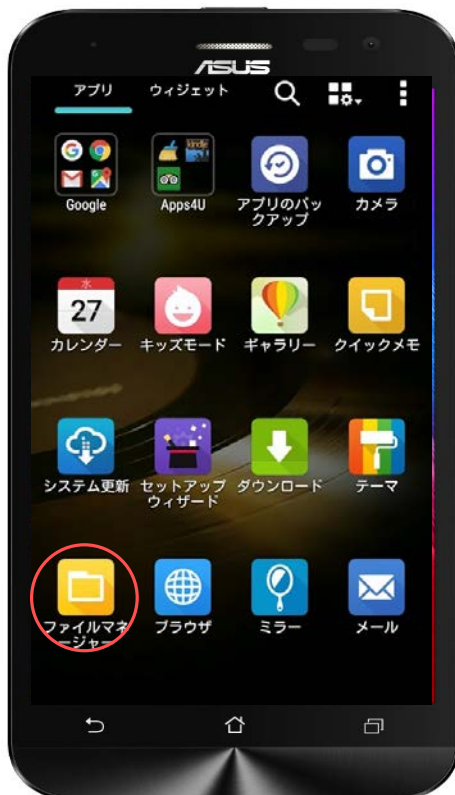 ASUS
アプリ ウィジェット
kindle
Google Apps4U アプリのバッ カメラ
クアップ
水
27
カレンダー キッズモード ギャラリー クイックメモ
システム更新 セットアップ ダウンロード テーマ
ウィザード
ファイルマネ ブラウザ ミラー メール
ージャー